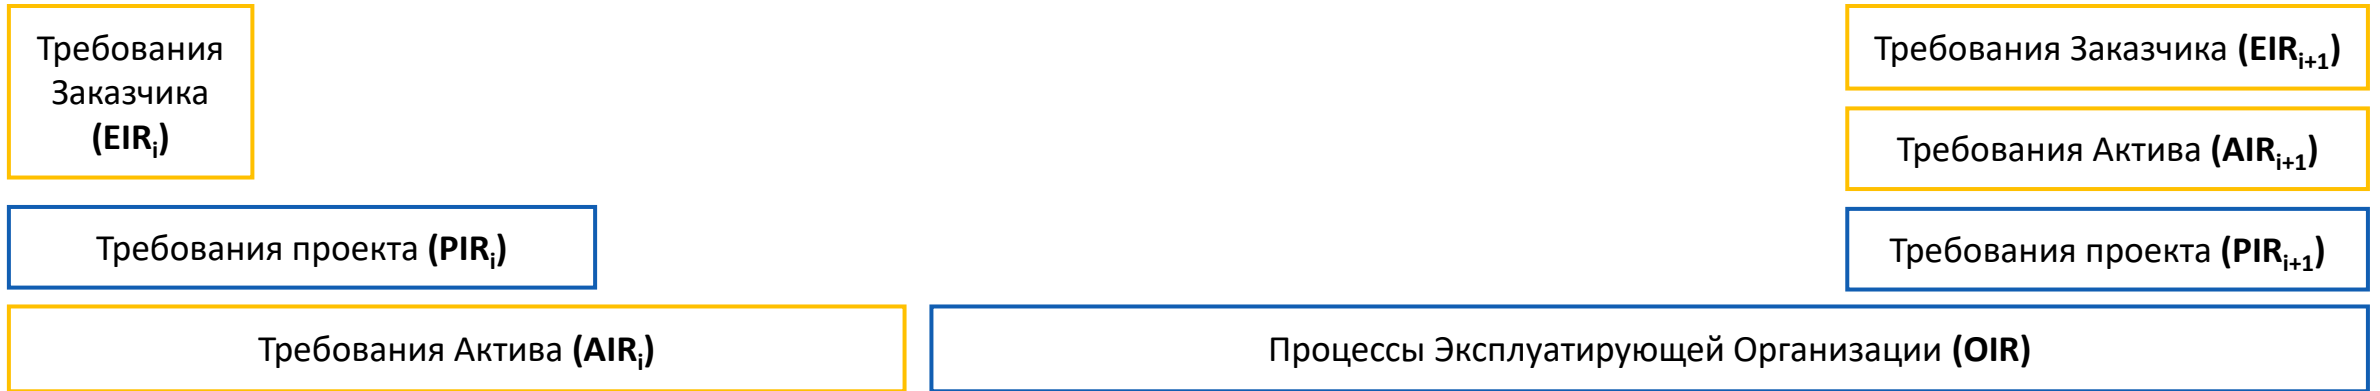 Требования
Заказчика
(EIRi)
Требования проекта (PIRi)
Требования Актива (AIRi)
Требования Заказчика (EIRi+1)
Требования Актива (AIRi+1)
Требования проекта (PIRi+1)
Процессы Эксплуатирующей Организации (OIR)